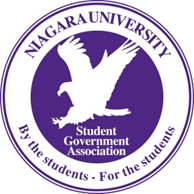 NIAGARA UNIVERSITY
Student
Government
Association
By the students - For the students